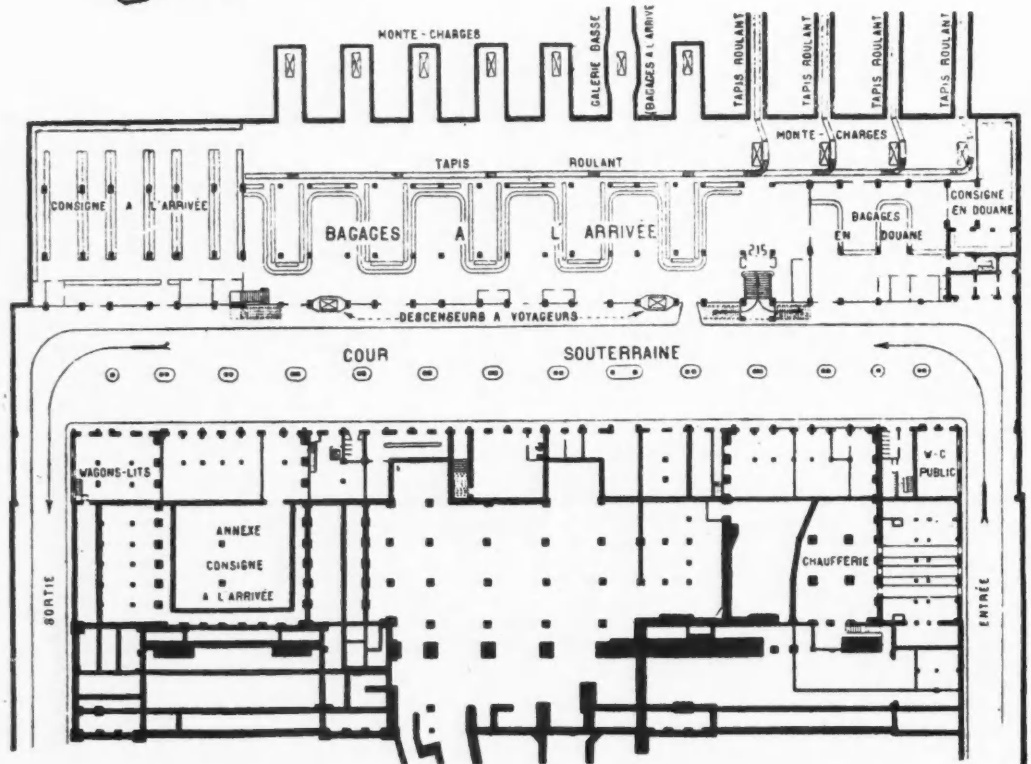 MONTE-CHARGES
GALERIE BASSE
(BAGAGES A L'ARRIVÉE
TAPIS ROULANT
TAPIS ROULANT
TAPIS ROULANT
TAPIS ROULANT
MONTE-CHARGES
TAPIS ROULANT
CONSIGNE A L'ARRIVÉE
BAGAGES A L'ARRIVÉE
BAGAGES
EN DOUANE
CONSIGNE
EN DOUANE
215
DESCENSEURS A VOYAGEURS
COUR SOUTERRAINE
WAGONS-LITS
W-C
PUBLIC
ANNEXE
CONSIGNE
A L'ARRIVÉE
CHAUFFERIE
SORTIE
ENTRÉE